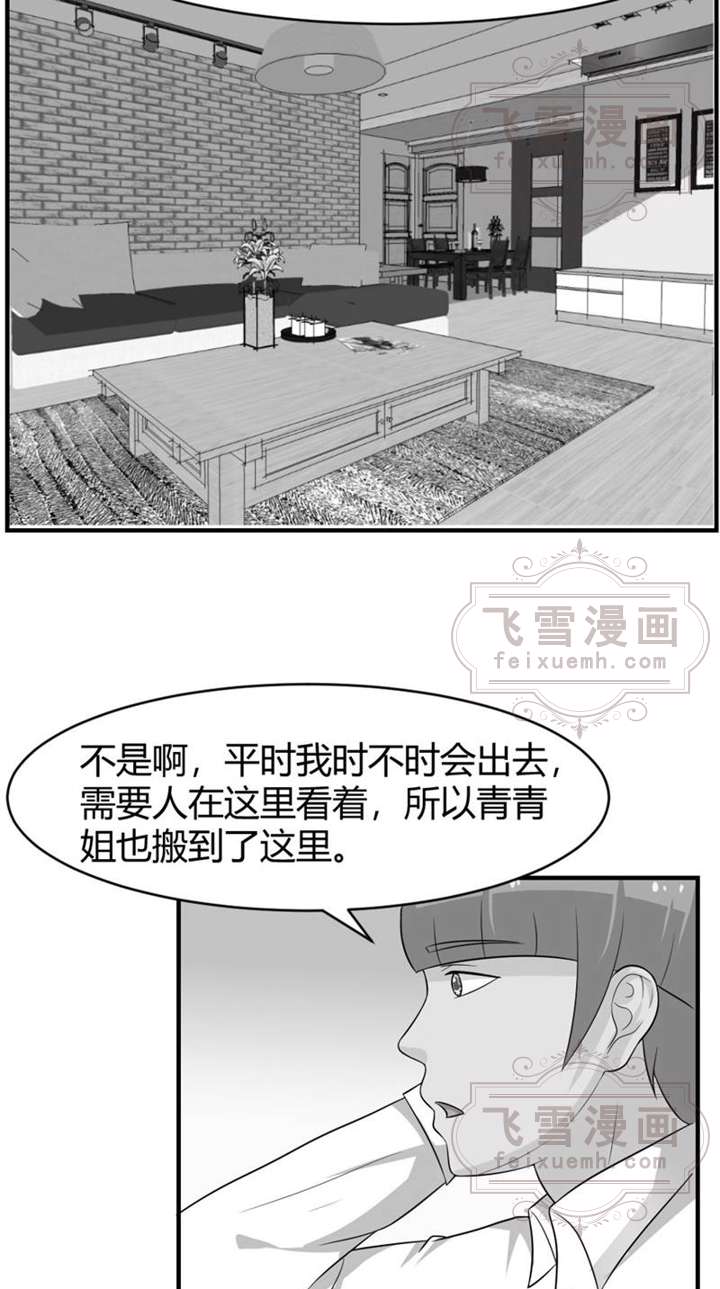 飞雪漫画
feixuemh.com
飞雪漫画
feixuemh.com
不是啊，平时我时不时会出去，
需要人在这里看着，所以青青
姐也搬到了这里。
飞雪漫画
feixuemh.com